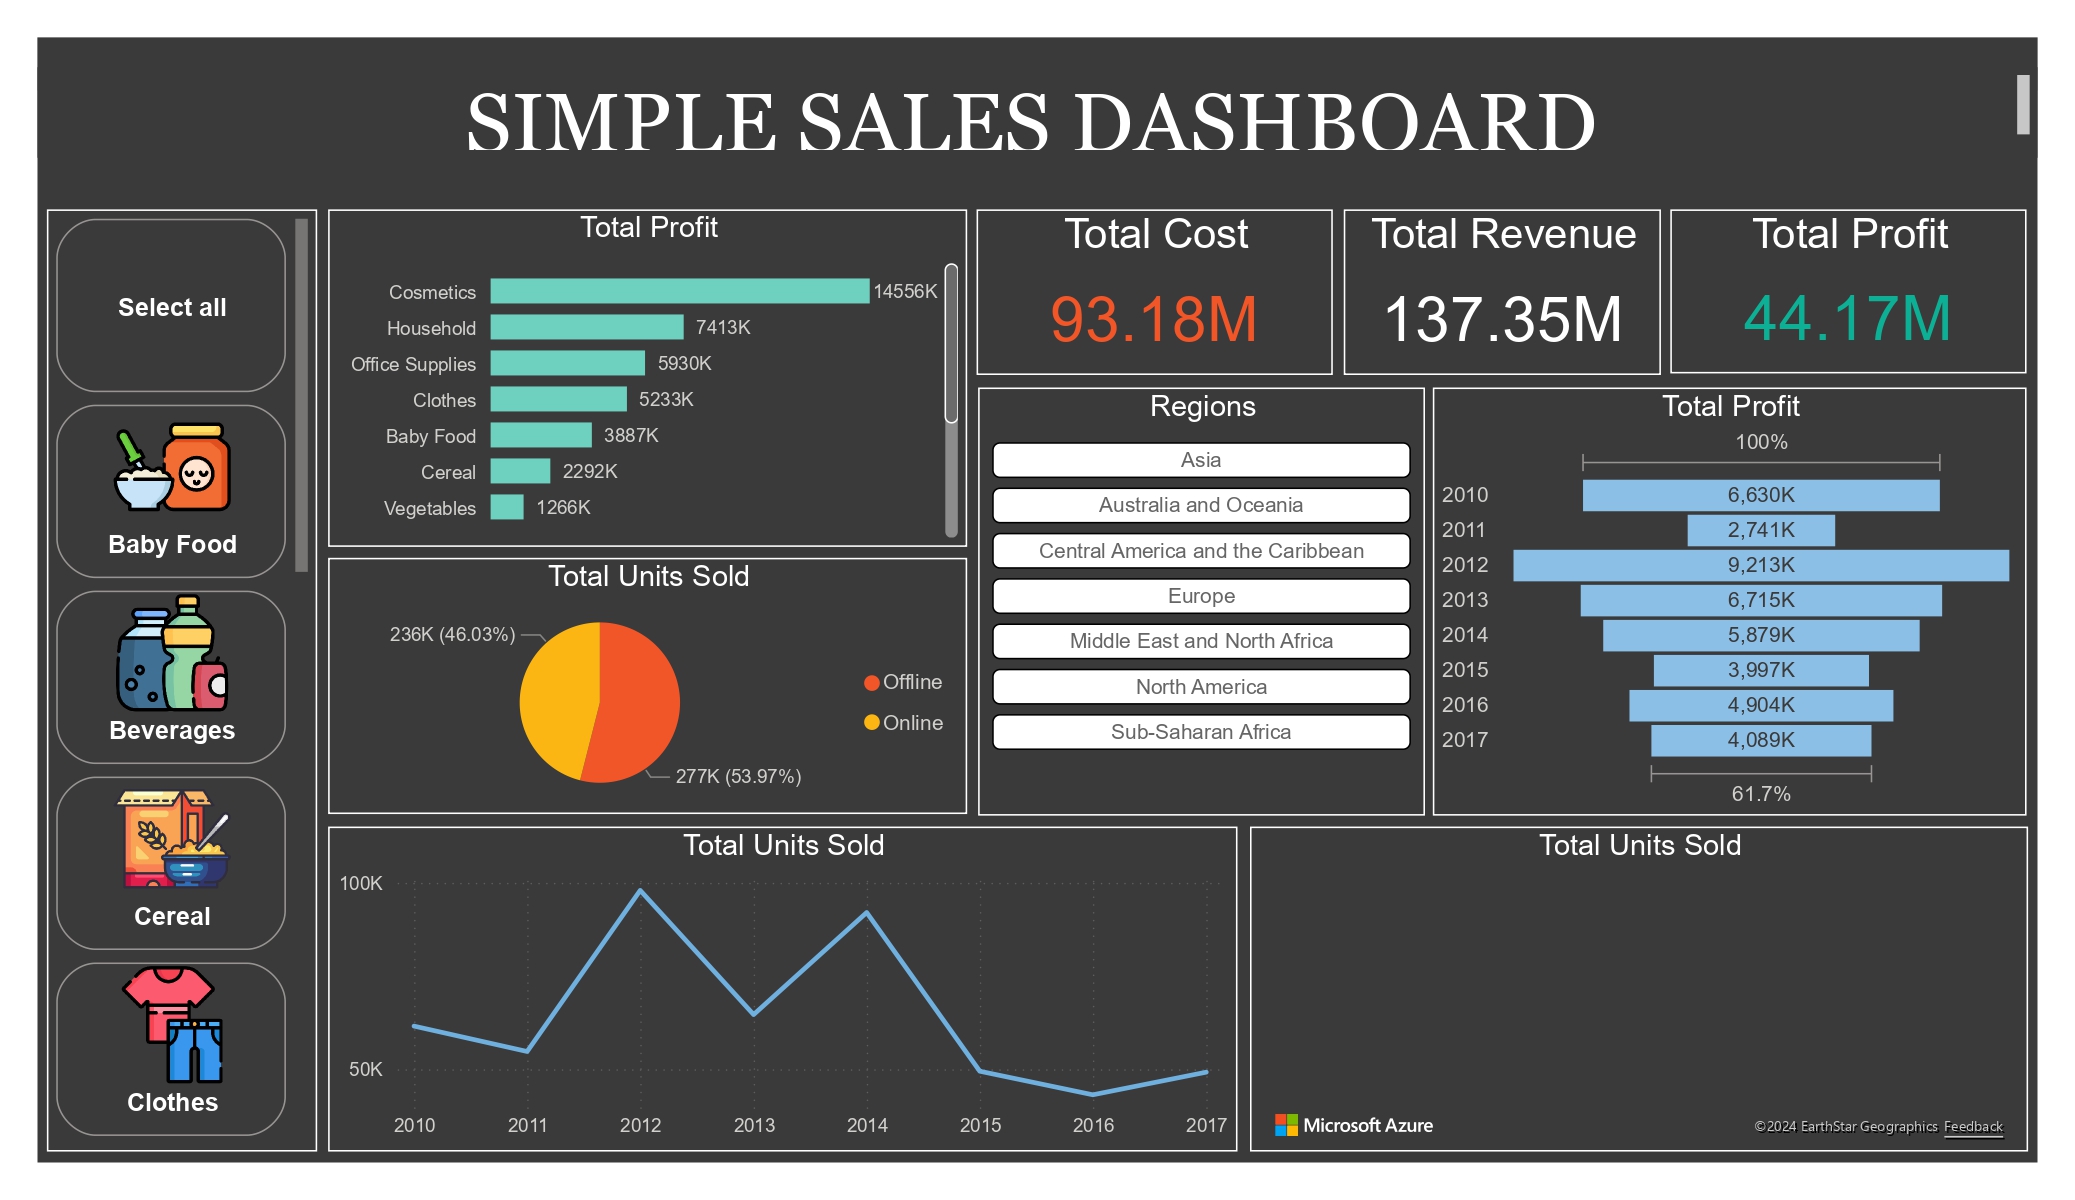 SIMPLE SALES DASHBOARD
Select all
Baby Food
Beverages
Cereal
Clothes
Total Profit
Cosmetics 14556K
Household 7413K
Office Supplies 5930K
Clothes 5233K
Baby Food 3887K
Cereal 2292K
Vegetables 1266K
Total Cost
93.18M
Total Revenue
137.35M
Total Profit
44.17M
Total Units Sold
236K (46.03%)
277K (53.97%)
Offline
Online
Regions
Asia
Australia and Oceania
Central America and the Caribbean
Europe
Middle East and North Africa
North America
Sub-Saharan Africa
Total Profit
100%
2010 6,630K
2011 2,741K
2012 9,213K
2013 6,715K
2014 5,879K
2015 3,997K
2016 4,904K
2017 4,089K
61.7%
Total Units Sold
100K
50K
2010 2011 2012 2013 2014 2015 2016 2017
Total Units Sold
Microsoft Azure
©2024 EarthStar Geographics Feedback